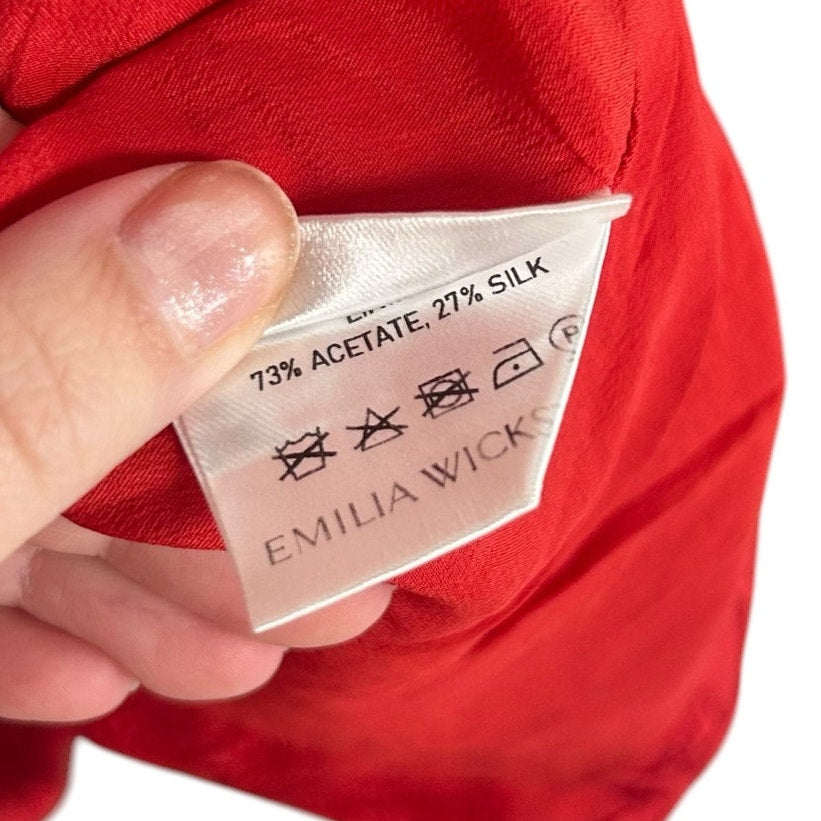 73% ACETATE, 27% SILK
P
EMILIA WICKS